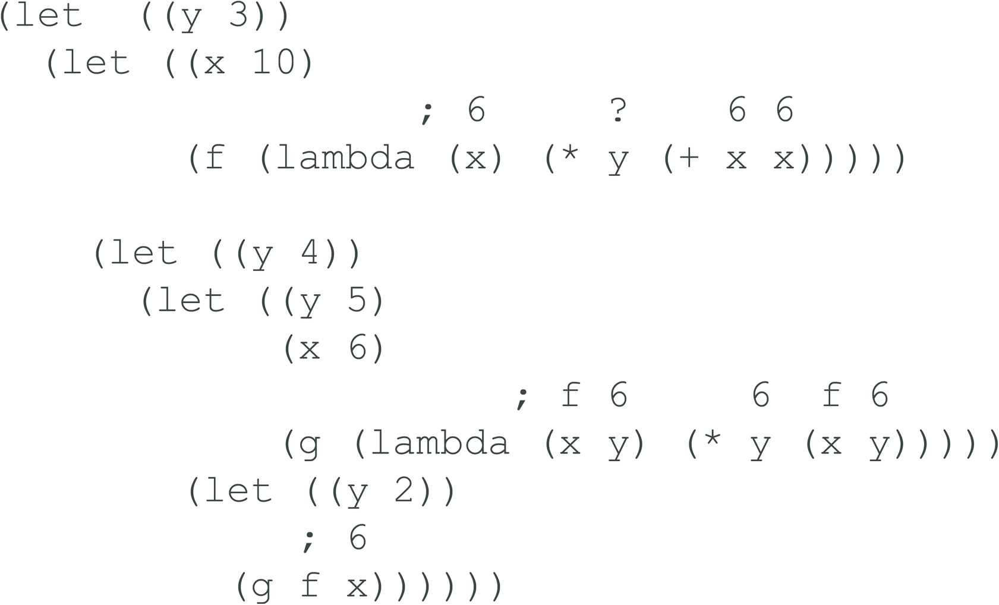 (let  ((y 3))
  (let ((x 10)
                  ; 6     ?    6 6
        (f (lambda (x) (* y (+ x x)))))

    (let ((y 4))
      (let ((y 5)
            (x 6)
                      ; f 6     6  f 6
            (g (lambda (x y) (* y (x y)))))
        (let ((y 2))
             ; 6
          (g f x))))))